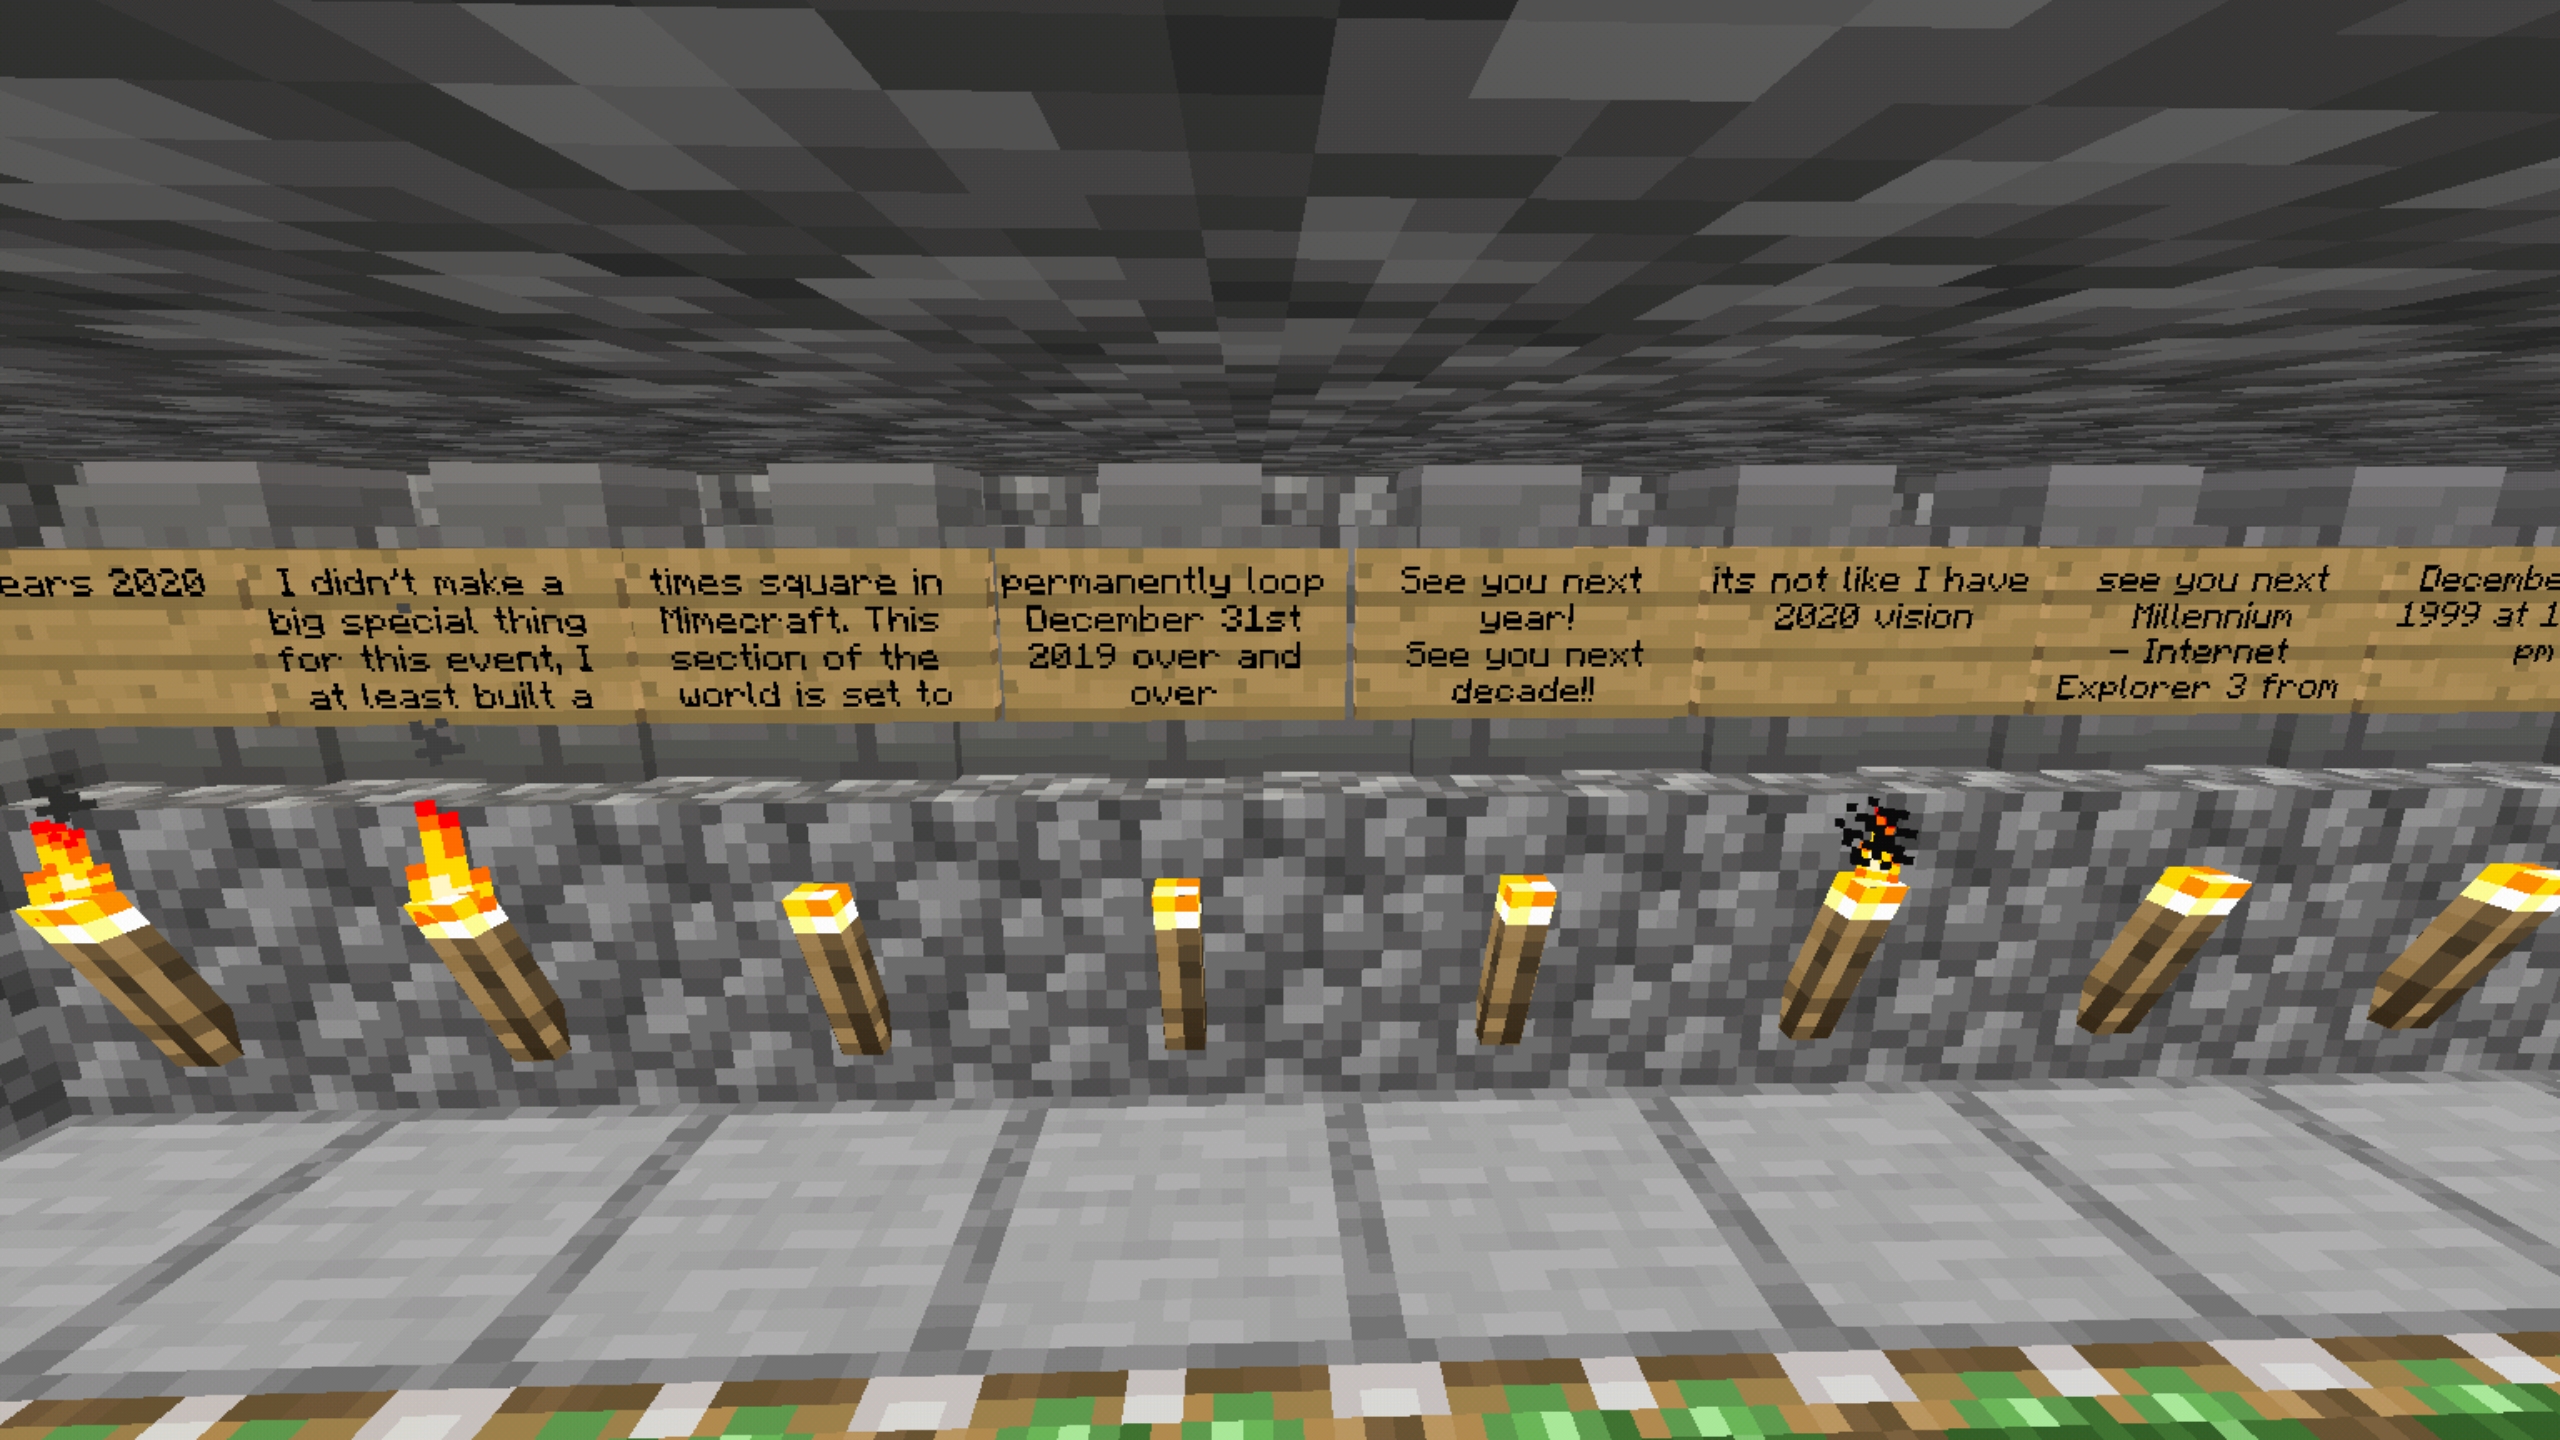 ears 2020
I didn't make a
big special thing
for this event, I
at least built a
times square in
Mimecraft. This
section of the
world is set to
permanently loop
December 31st
2019 over and
over
See you next
year!
See you next
decade!!
its not like I have
2020 vision
see you next
Millennium
- Internet
Explorer 3 from
Decembe
1999 at 1
pm